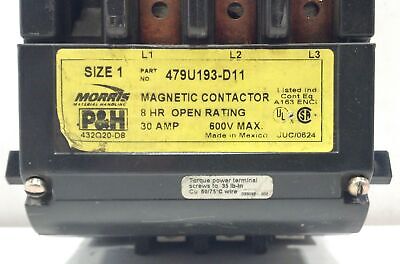 L1 L2 L3
SIZE 1 PART NO 479U193-D11
MORRIS
MATERIAL HANDLING
P&H
432Q20-D8
MAGNETIC CONTACTOR
8 HR OPEN RATING
30 AMP 600V MAX.
Made in Mexico
Listed Ind
Cont Eq
A163 ENCL
UL
JUC/0624
Torque power terminal
screws to 35 lb-in
Cu 60/75°C wire